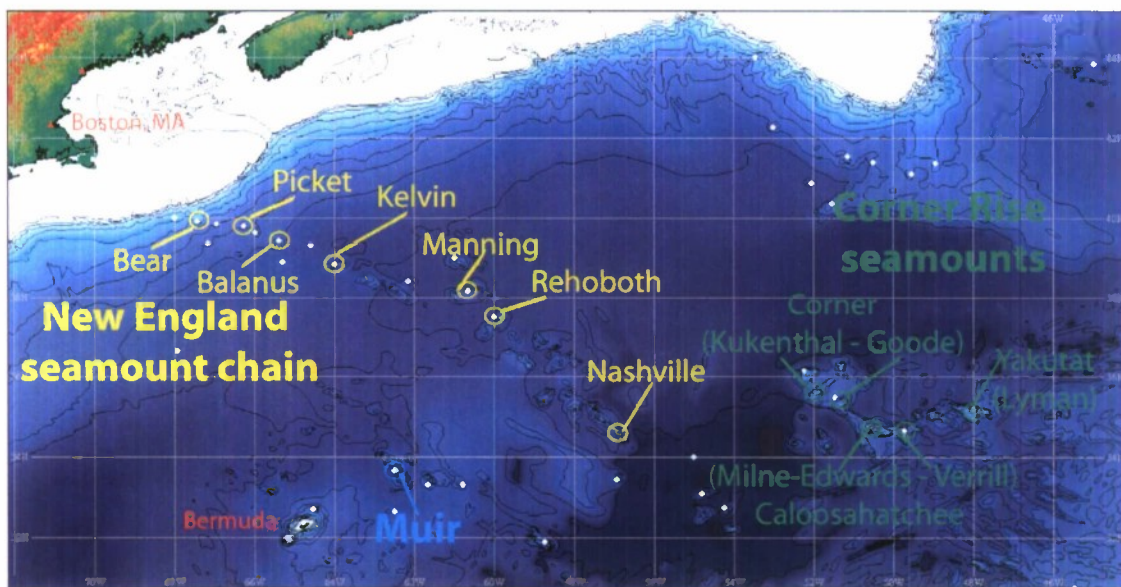 Boston, MA
Picket
Kelvin
Bear
Balanus
Manning
Rehoboth
New England
seamount chain
Nashville
Corner Rise
seamounts
Corner
(Kukenthal - Goode)
Yakutat
(Lyman)
(Milne-Edwards - Verrill)
Caloosahatchee
Bermuda
Muir